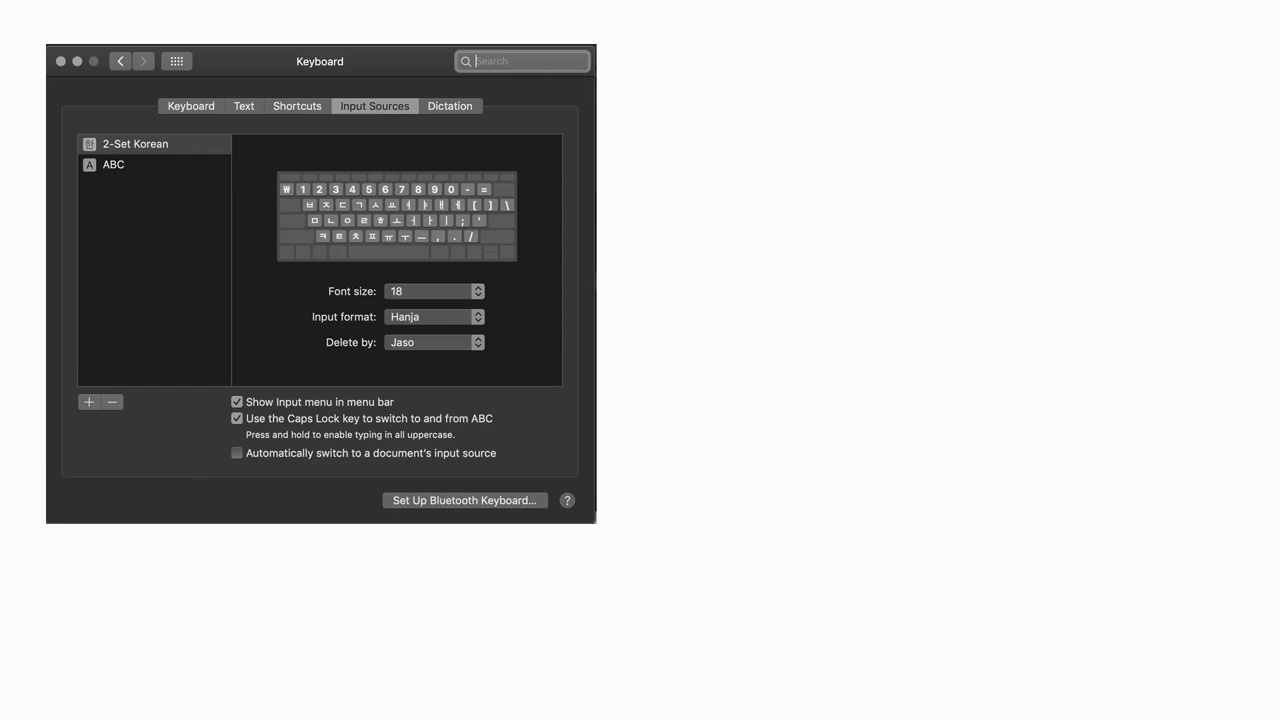 Keyboard
Search
Keyboard Text Shortcuts Input Sources Dictation
한 2-Set Korean
A ABC
₩ 1 2 3 4 5 6 7 8 9 0 - =
ㅂ ㅈ ㄷ ㄱ ㅅ ㅛ ㅕ ㅑ ㅐ ㅔ [ ] \
ㅁ ㄴ ㅇ ㄹ ㅎ ㅗ ㅓ ㅏ ㅣ ; '
ㅋ ㅌ ㅊ ㅍ ㅠ ㅜ ㅡ , . /
Font size: 18
Input format: Hanja
Delete by: Jaso
Show Input menu in menu bar
Use the Caps Lock key to switch to and from ABC
Press and hold to enable typing in all uppercase.
Automatically switch to a document's input source
Set Up Bluetooth Keyboard... ?